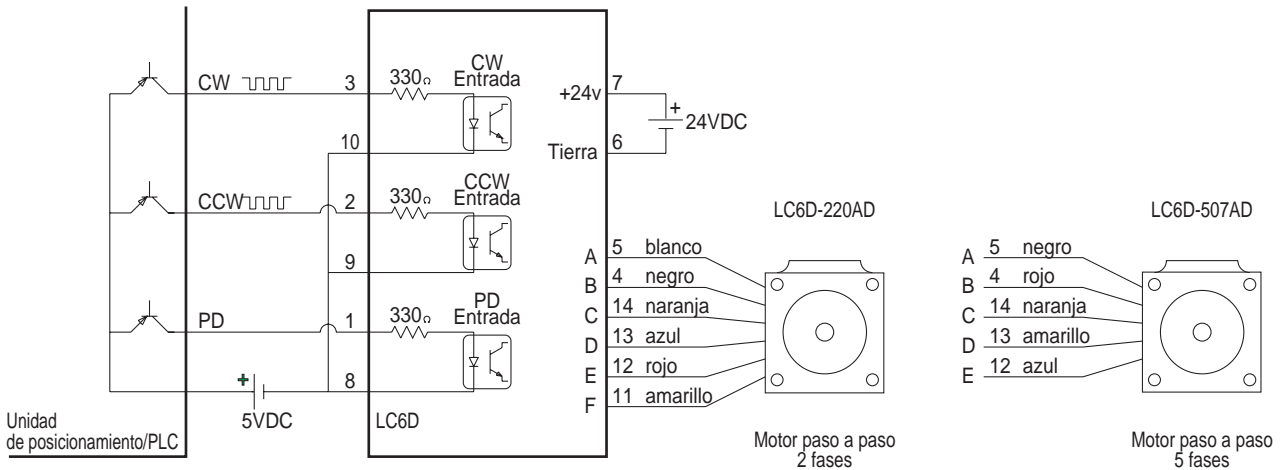 CW
3
330Ω
CW
Entrada
10
CCW
2
330Ω
CCW
Entrada
9
PD
1
330Ω
PD
Entrada
8
+
5VDC
LC6D
Unidad
de posicionamiento/PLC
+24v
7
+
24VDC
Tierra
6
LC6D-220AD
A 5 blanco
B 4 negro
C 14 naranja
D 13 azul
E 12 rojo
F 11 amarillo
Motor paso a paso
2 fases
LC6D-507AD
A 5 negro
B 4 rojo
C 14 naranja
D 13 amarillo
E 12 azul
Motor paso a paso
5 fases